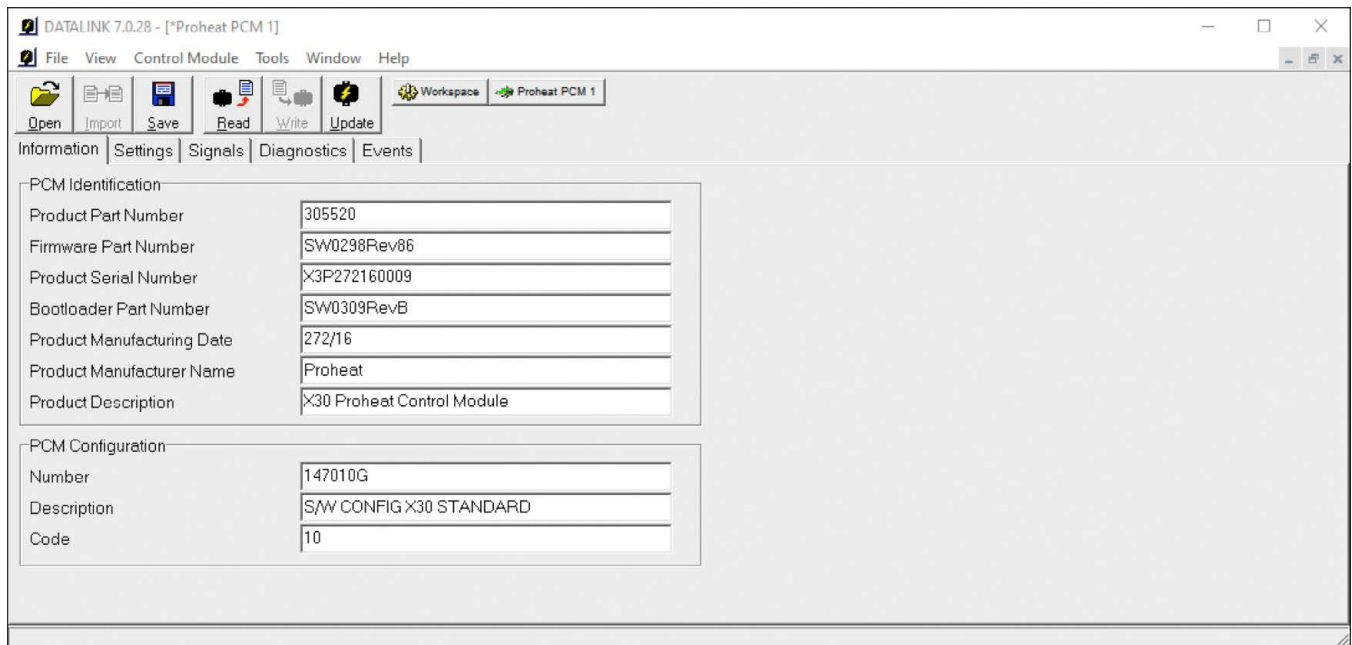 DATALINK 7.0.28 - [*Proheat PCM 1]
File View Control Module Tools Window Help
Open Import Save Read Write Update Workspace Proheat PCM 1
Information Settings Signals Diagnostics Events
PCM Identification
Product Part Number 305520
Firmware Part Number SW0298Rev86
Product Serial Number X3P272160009
Bootloader Part Number SW0309RevB
Product Manufacturing Date 272/16
Product Manufacturer Name Proheat
Product Description X30 Proheat Control Module
PCM Configuration
Number 147010G
Description S/W CONFIG X30 STANDARD
Code 10